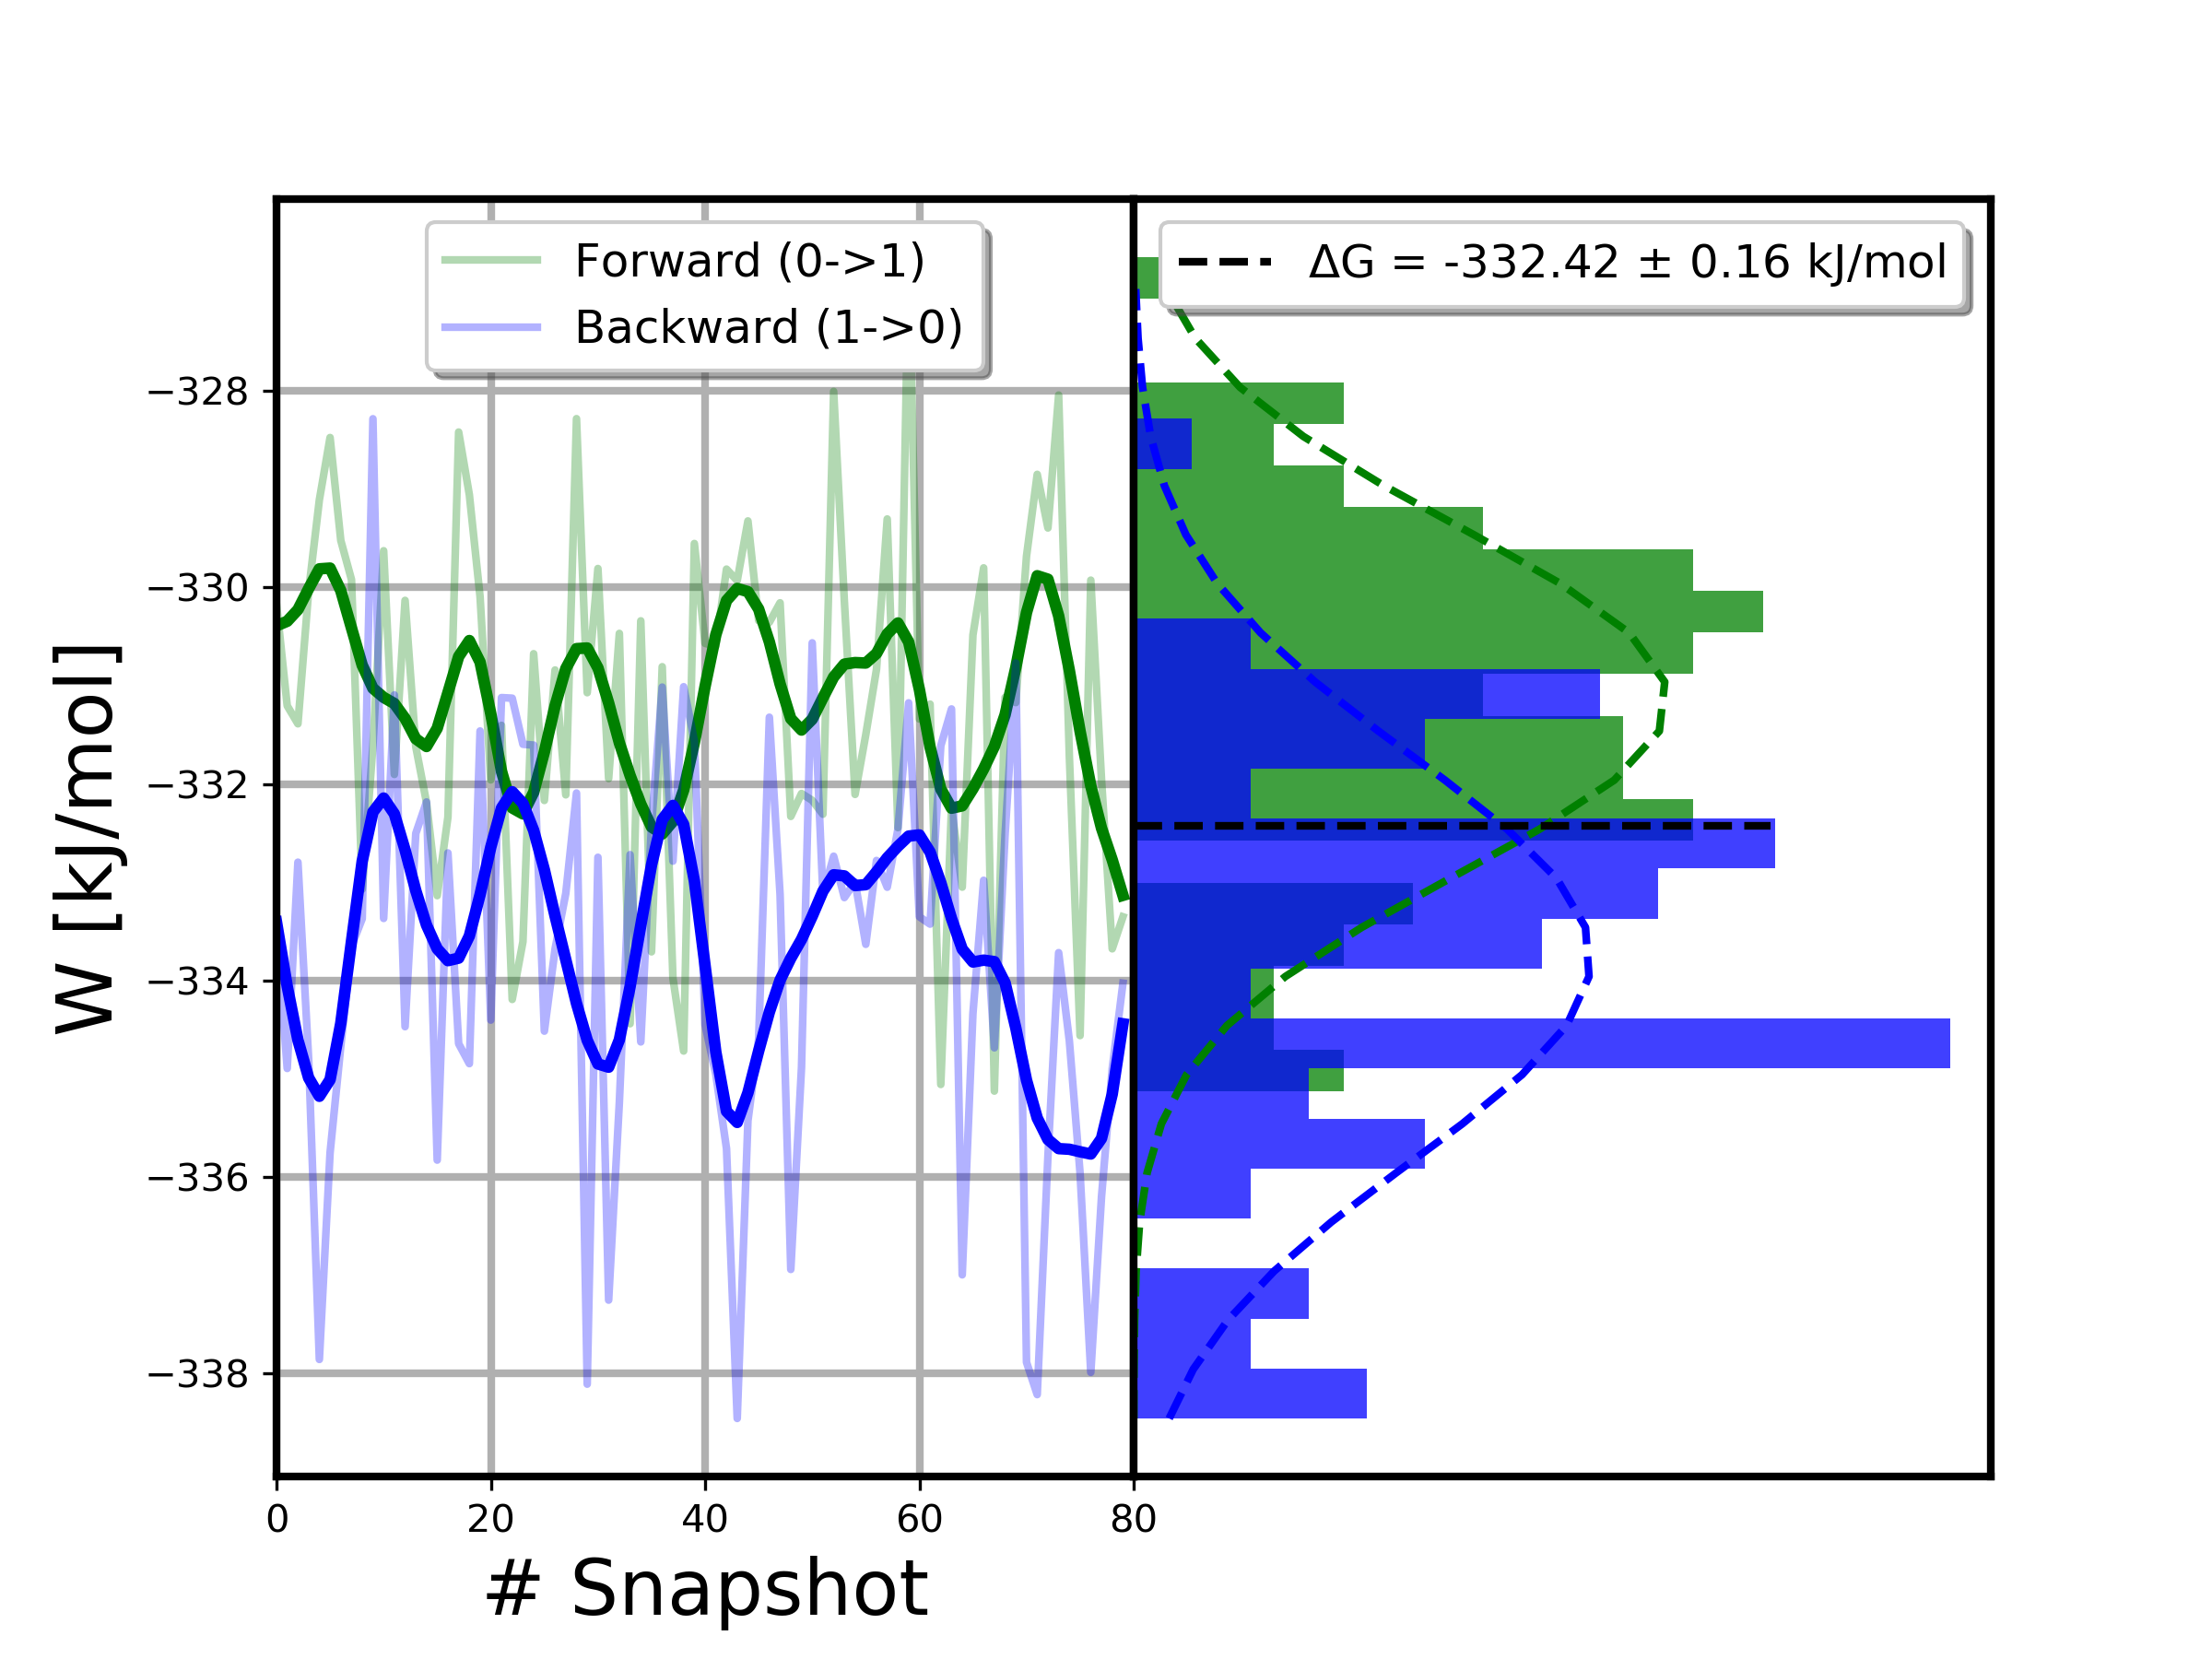 Forward (0->1)
Backward (1->0)
ΔG = -332.42 ± 0.16 kJ/mol
W [kJ/mol]
−328
−330
−332
−334
−336
−338
0 20 40 60 80
# Snapshot